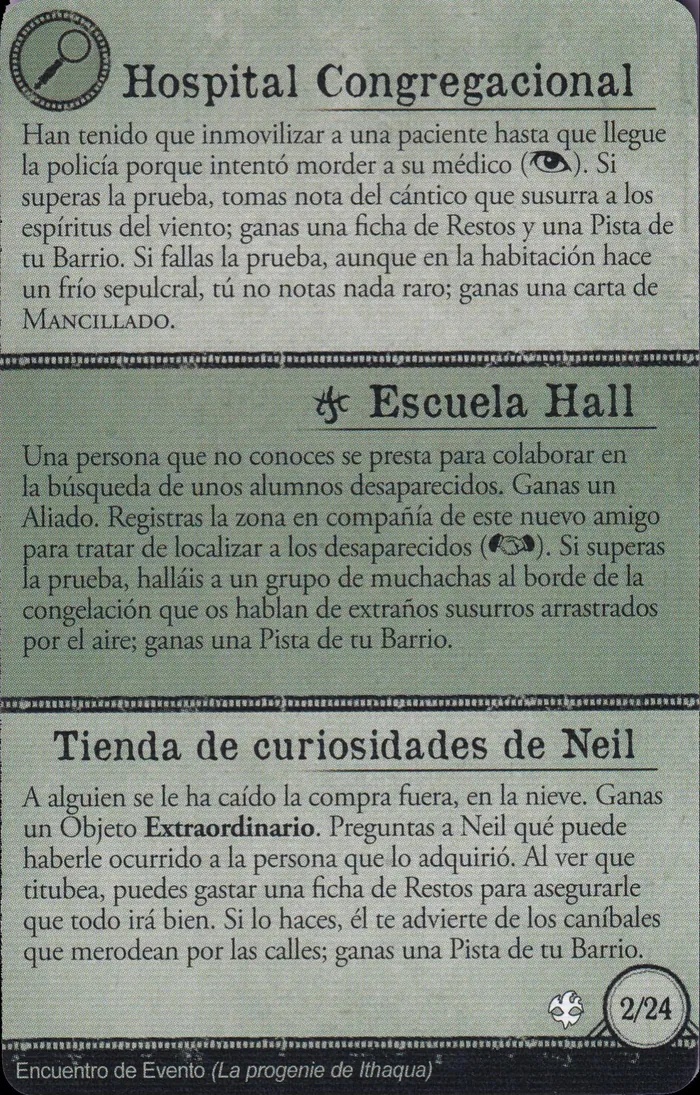 Hospital Congregacional
Han tenido que inmovilizar a una paciente hasta que llegue
la policía porque intentó morder a su médico (). Si
superas la prueba, tomas nota del cántico que susurra a los
espíritus del viento; ganas una ficha de Restos y una Pista de
tu Barrio. Si fallas la prueba, aunque en la habitación hace
un frío sepulcral, tú no notas nada raro; ganas una carta de
MANCILLADO.
Escuela Hall
Una persona que no conoces se presta para colaborar en
la búsqueda de unos alumnos desaparecidos. Ganas un
Aliado. Registras la zona en compañía de este nuevo amigo
para tratar de localizar a los desaparecidos (). Si superas
la prueba, halláis a un grupo de muchachas al borde de la
congelación que os hablan de extraños susurros arrastrados
por el aire; ganas una Pista de tu Barrio.
Tienda de curiosidades de Neil
A alguien se le ha caído la compra fuera, en la nieve. Ganas
un Objeto Extraordinario. Preguntas a Neil qué puede
haberle ocurrido a la persona que lo adquirió. Al ver que
titubea, puedes gastar una ficha de Restos para asegurarle
que todo irá bien. Si lo haces, él te advierte de los caníbales
que merodean por las calles; ganas una Pista de tu Barrio.
2/24
Encuentro de Evento (La progenie de Ithaqua)